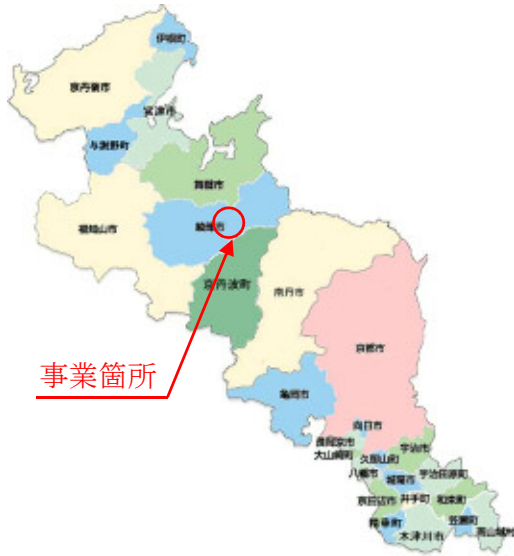 伊根町
京丹後市
宮津市
与謝野町
舞鶴市
福知山市
綾部市
京丹波町
南丹市
京都市
事業箇所
亀岡市
向日市
長岡京市
大山崎町
久御山町
宇治市
八幡市
城陽市
宇治田原町
京田辺市
井手町
和束町
精華町
木津川市
笠置町
南山城村